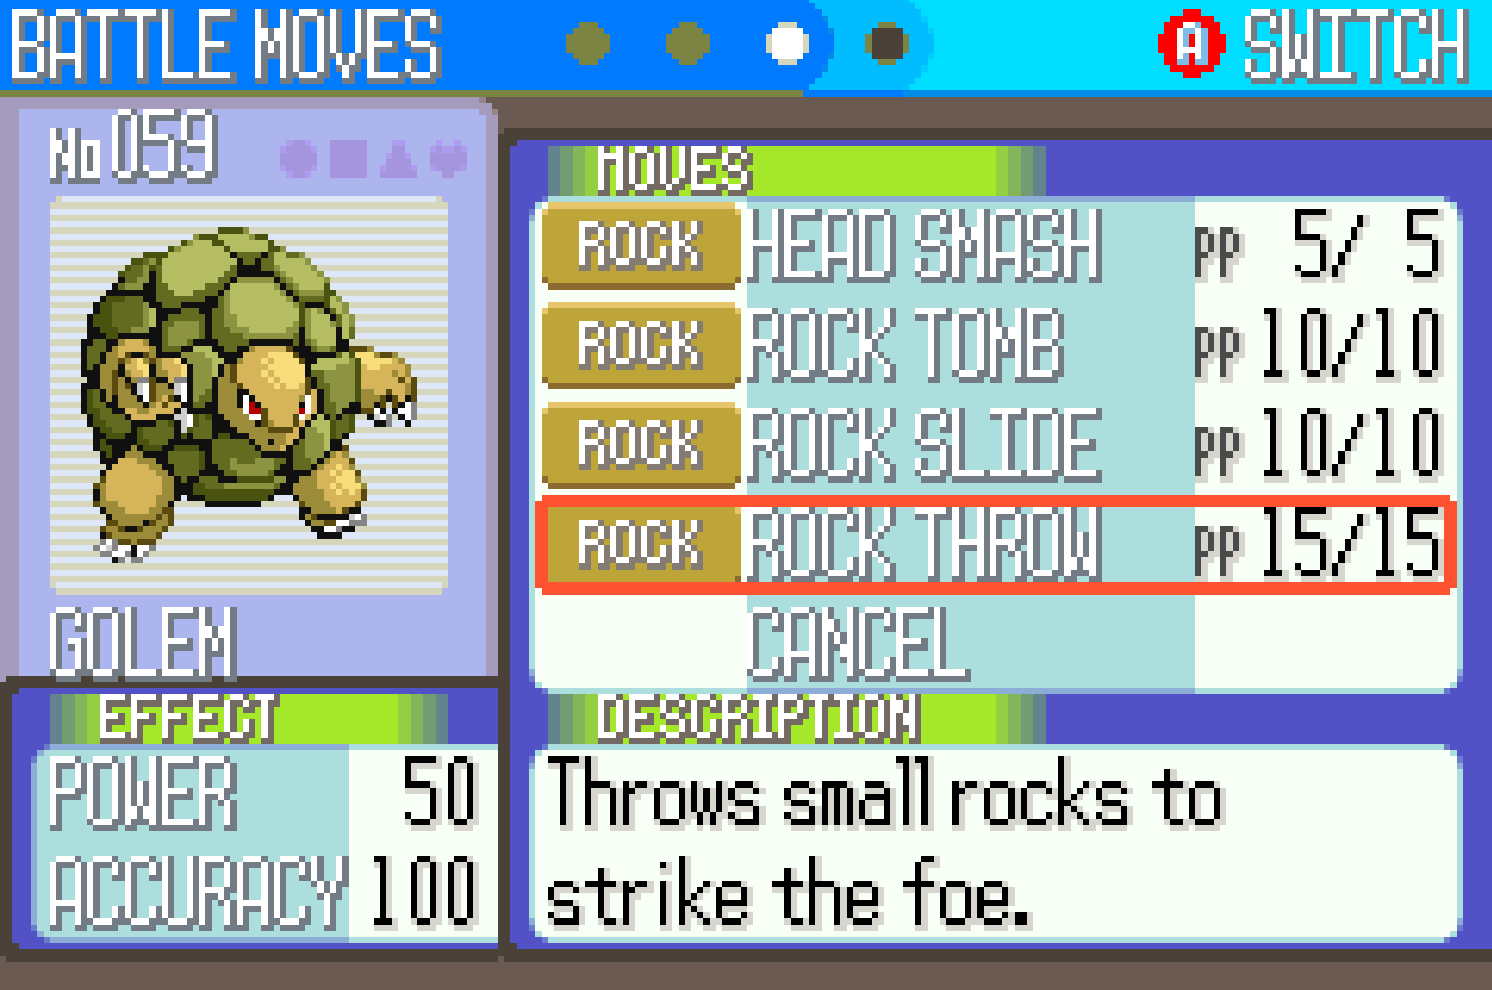 BATTLE MOVES
A SWITCH
No 059
GOLEM
MOVES
ROCK HEAD SMASH PP 5/ 5
ROCK ROCK TOMB PP 10/10
ROCK ROCK SLIDE PP 10/10
ROCK ROCK THROW PP 15/15
CANCEL
EFFECT
POWER 50
ACCURACY 100
DESCRIPTION
Throws small rocks to
strike the foe.